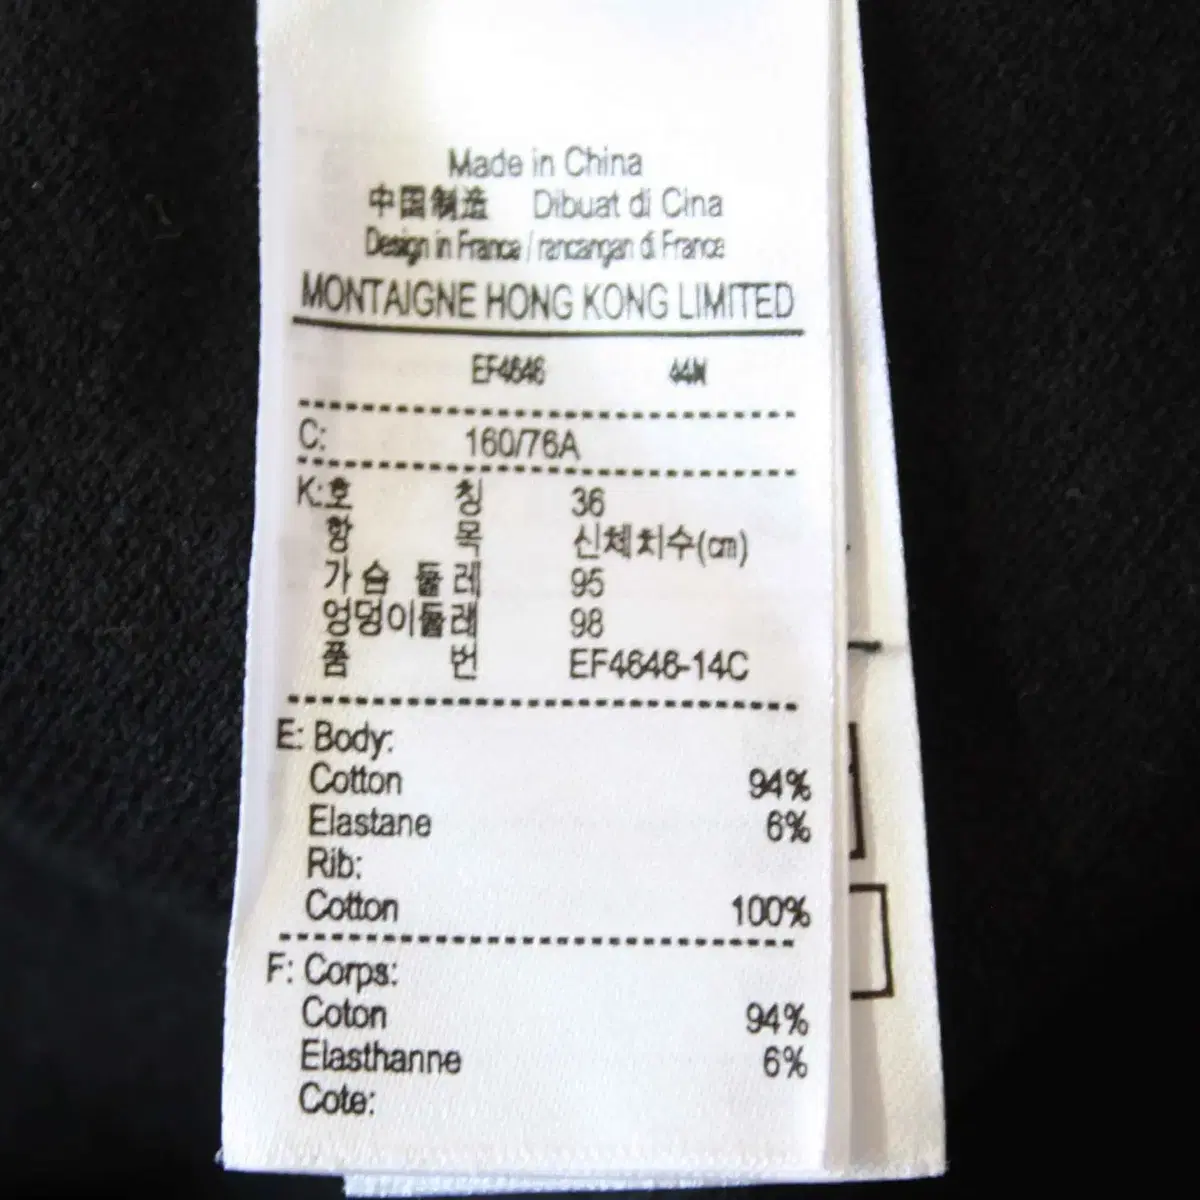 Made in China
中国制造 Dibuat di Cina
Design in France / rancangan di France
MONTAIGNE HONG KONG LIMITED
EF4646 44N
C: 160/76A
K:호 칭 36
항 목 신체치수(cm)
가 슴 둘 레 95
엉덩이둘레 98
품 번 EF4646-14C
E: Body:
Cotton 94%
Elastane 6%
Rib:
Cotton 100%
F: Corps:
Coton 94%
Elasthanne 6%
Cote: